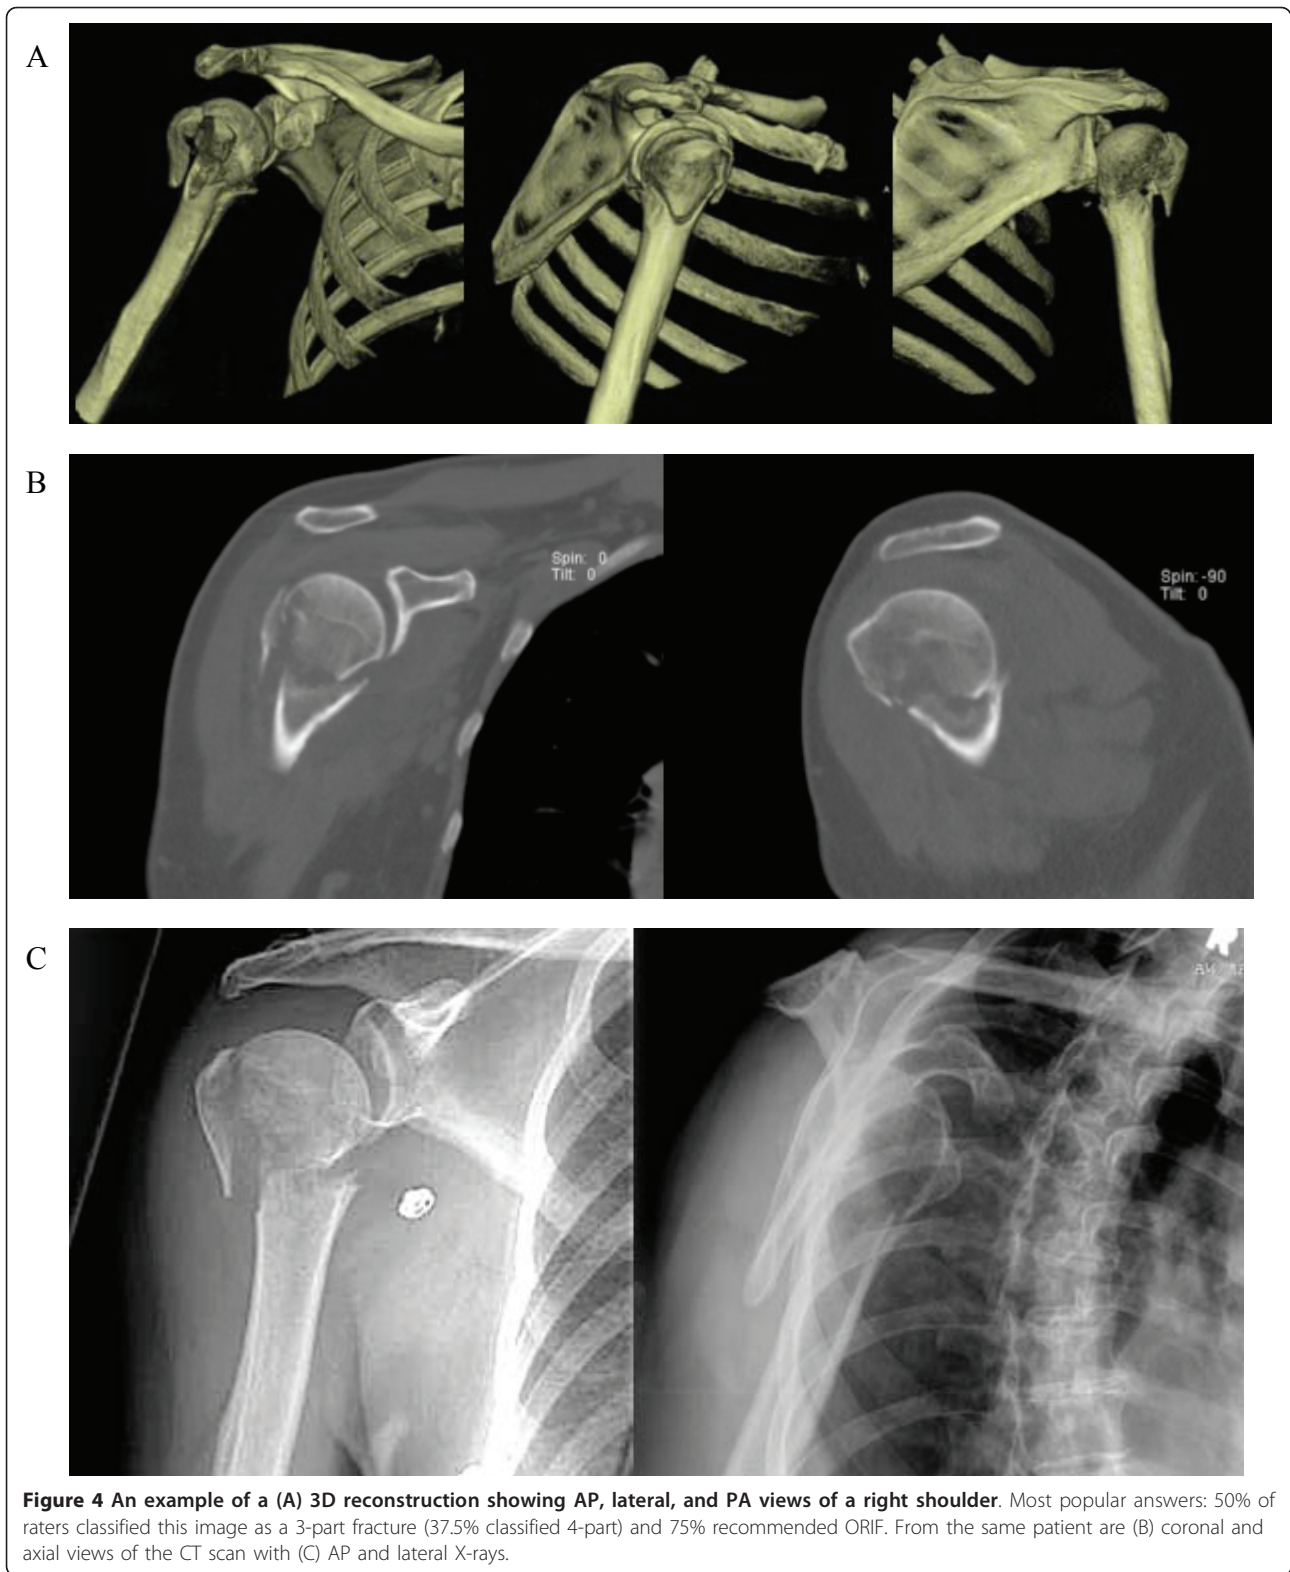 A
B
Spin: 0
Tilt: 0
Spin: -90
Tilt: 0
C
Figure 4 An example of a (A) 3D reconstruction showing AP, lateral, and PA views of a right shoulder. Most popular answers: 50% of
raters classified this image as a 3-part fracture (37.5% classified 4-part) and 75% recommended ORIF. From the same patient are (B) coronal and
axial views of the CT scan with (C) AP and lateral X-rays.